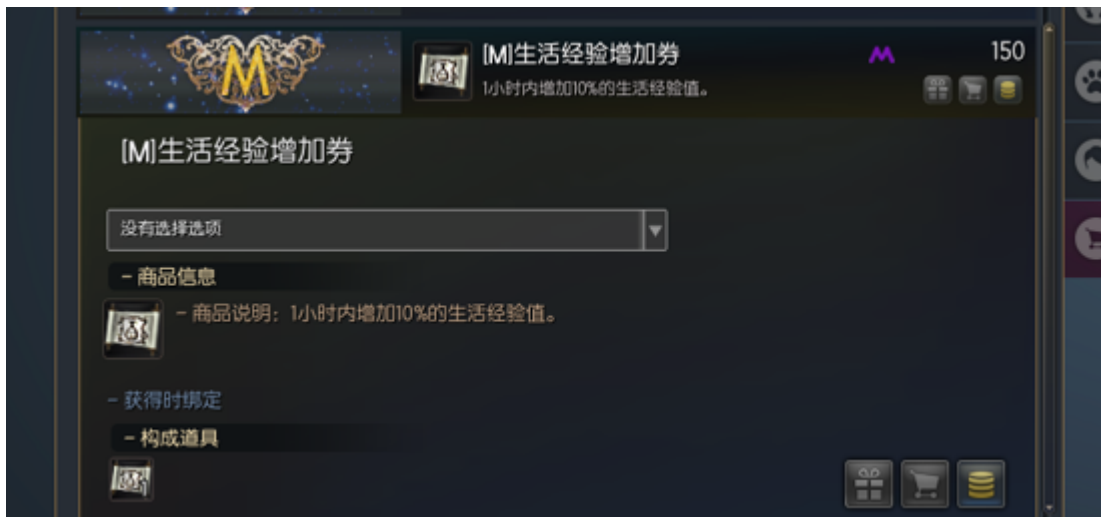 M
[M]生活经验增加券
M 150
1小时内增加10%的生活经验值。
[M]生活经验增加券
没有选择选项
- 商品信息
- 商品说明：1小时内增加10%的生活经验值。
- 获得时绑定
- 构成道具